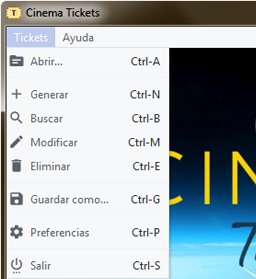 T Cinema Tickets
Tickets Ayuda
Abrir... Ctrl-A
Generar Ctrl-N
Buscar Ctrl-B
Modificar Ctrl-M
Eliminar Ctrl-E
Guardar como... Ctrl-G
Preferencias Ctrl-P
Salir Ctrl-S
CIN